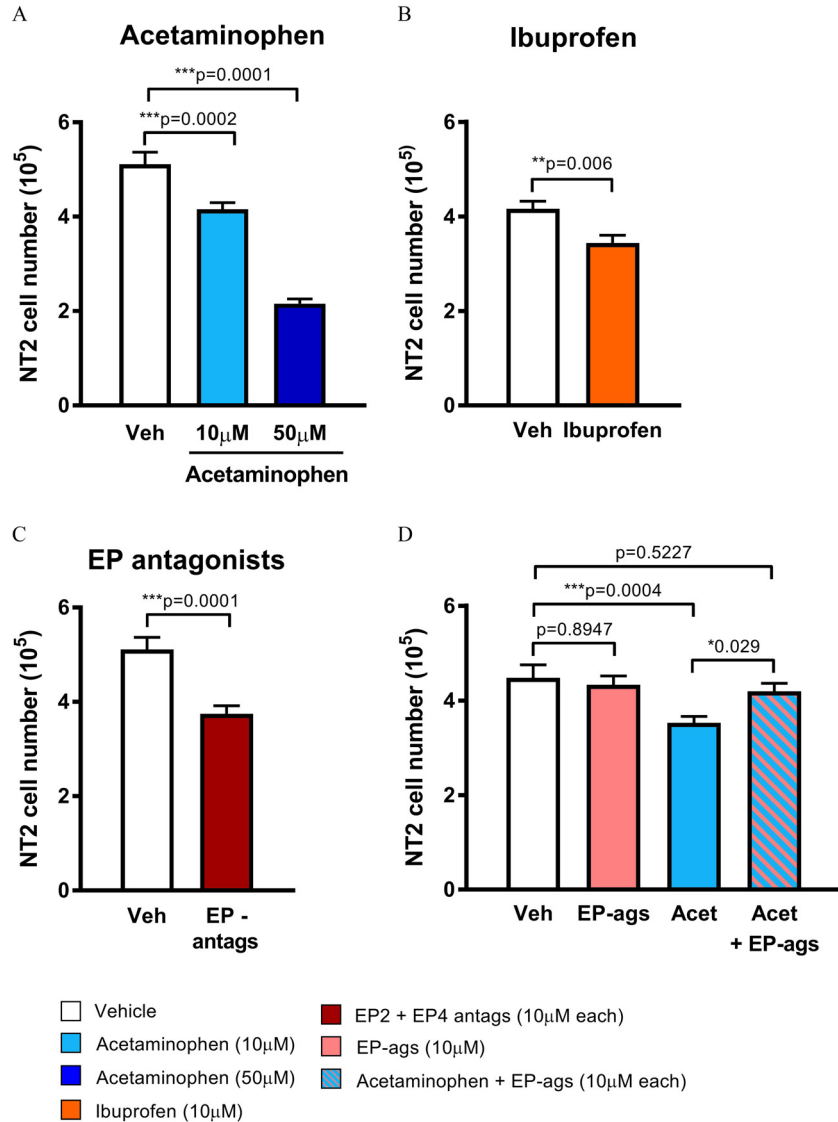 A
Acetaminophen
***p=0.0001
***p=0.0002
NT2 cell number (10⁵)
6
4
2
0
Veh
10µM
50µM
Acetaminophen
B
Ibuprofen
**p=0.006
NT2 cell number (10⁵)
6
4
2
0
Veh
Ibuprofen
C
EP antagonists
***p=0.0001
NT2 cell number (10⁵)
6
4
2
0
Veh
EP -
antags
D
p=0.5227
***p=0.0004
p=0.8947
*0.029
NT2 cell number (10⁵)
6
4
2
0
Veh
EP-ags
Acet
Acet
+ EP-ags
Vehicle
Acetaminophen (10µM)
Acetaminophen (50µM)
Ibuprofen (10µM)
EP2 + EP4 antags (10µM each)
EP-ags (10µM)
Acetaminophen + EP-ags (10µM each)